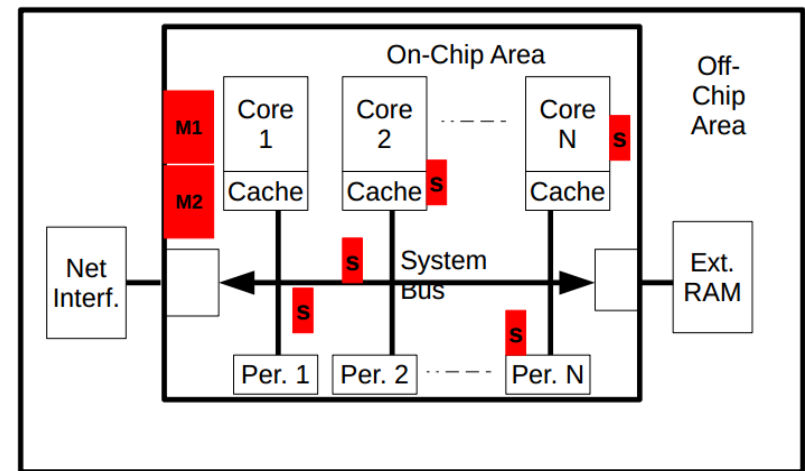 On-Chip Area
Off-
Chip
Area
M1
M2
Core
1
Cache
Core
2
Cache
s
Core
N
Cache
s
Net
Interf.
s
System
Bus
s
s
Ext.
RAM
Per. 1
Per. 2
Per. N